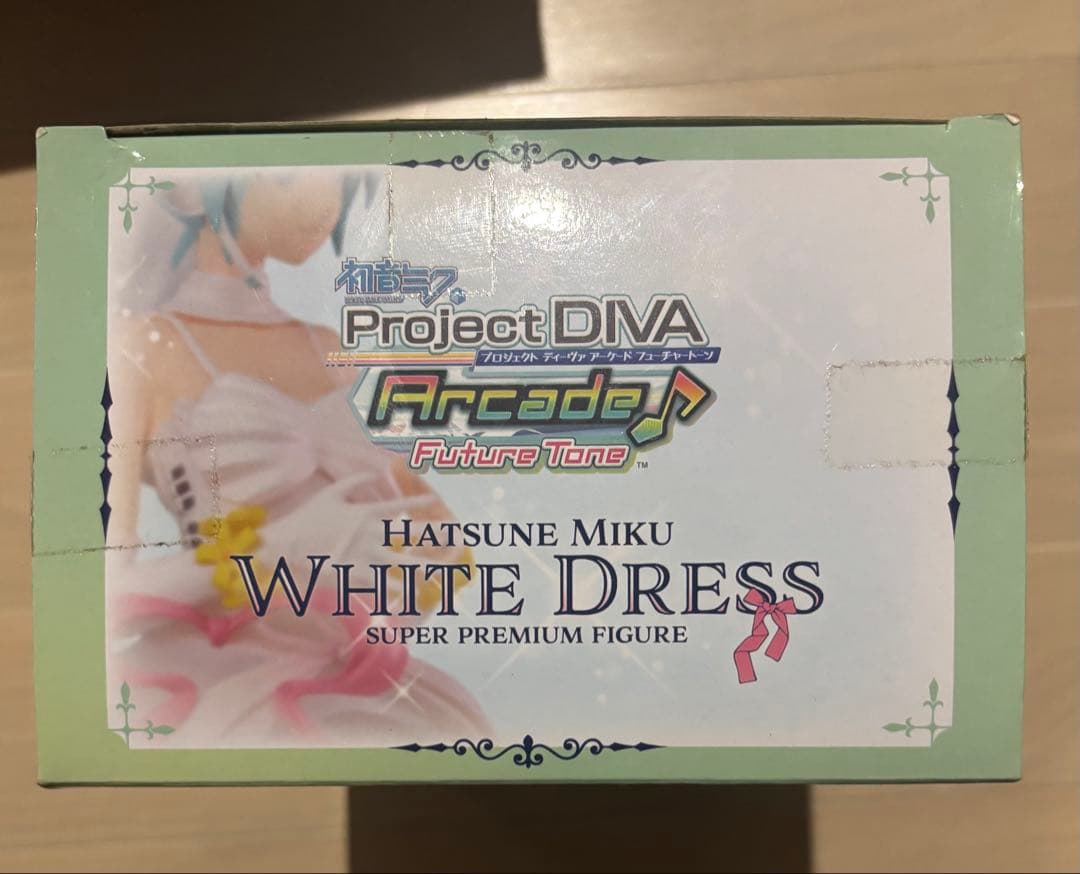 初音ミク
Project DIVA
プロジェクト ディーヴァ アーケード フューチャートーン
Arcade
Future Tone TM
HATSUNE MIKU
WHITE DRESS
SUPER PREMIUM FIGURE